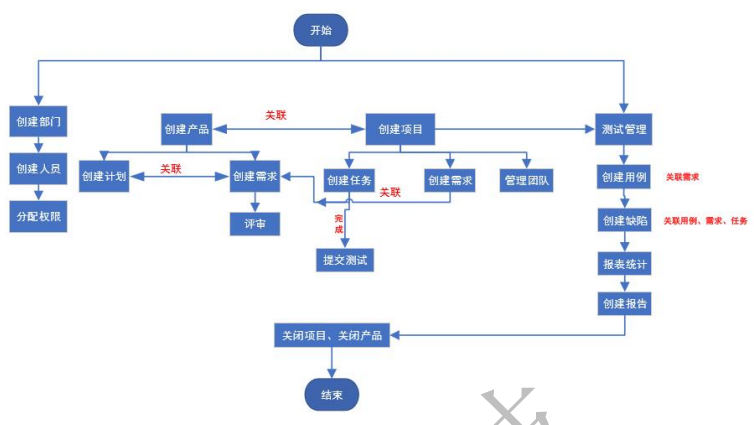 开始
创建部门
创建人员
分配权限
创建产品
关联
创建项目
测试管理
创建计划
关联
创建需求
评审
创建任务
创建需求
管理团队
关联
完
成
提交测试
创建用例
关联需求
创建缺陷
关联用例、需求、任务
报表统计
创建报告
关闭项目、关闭产品
结束